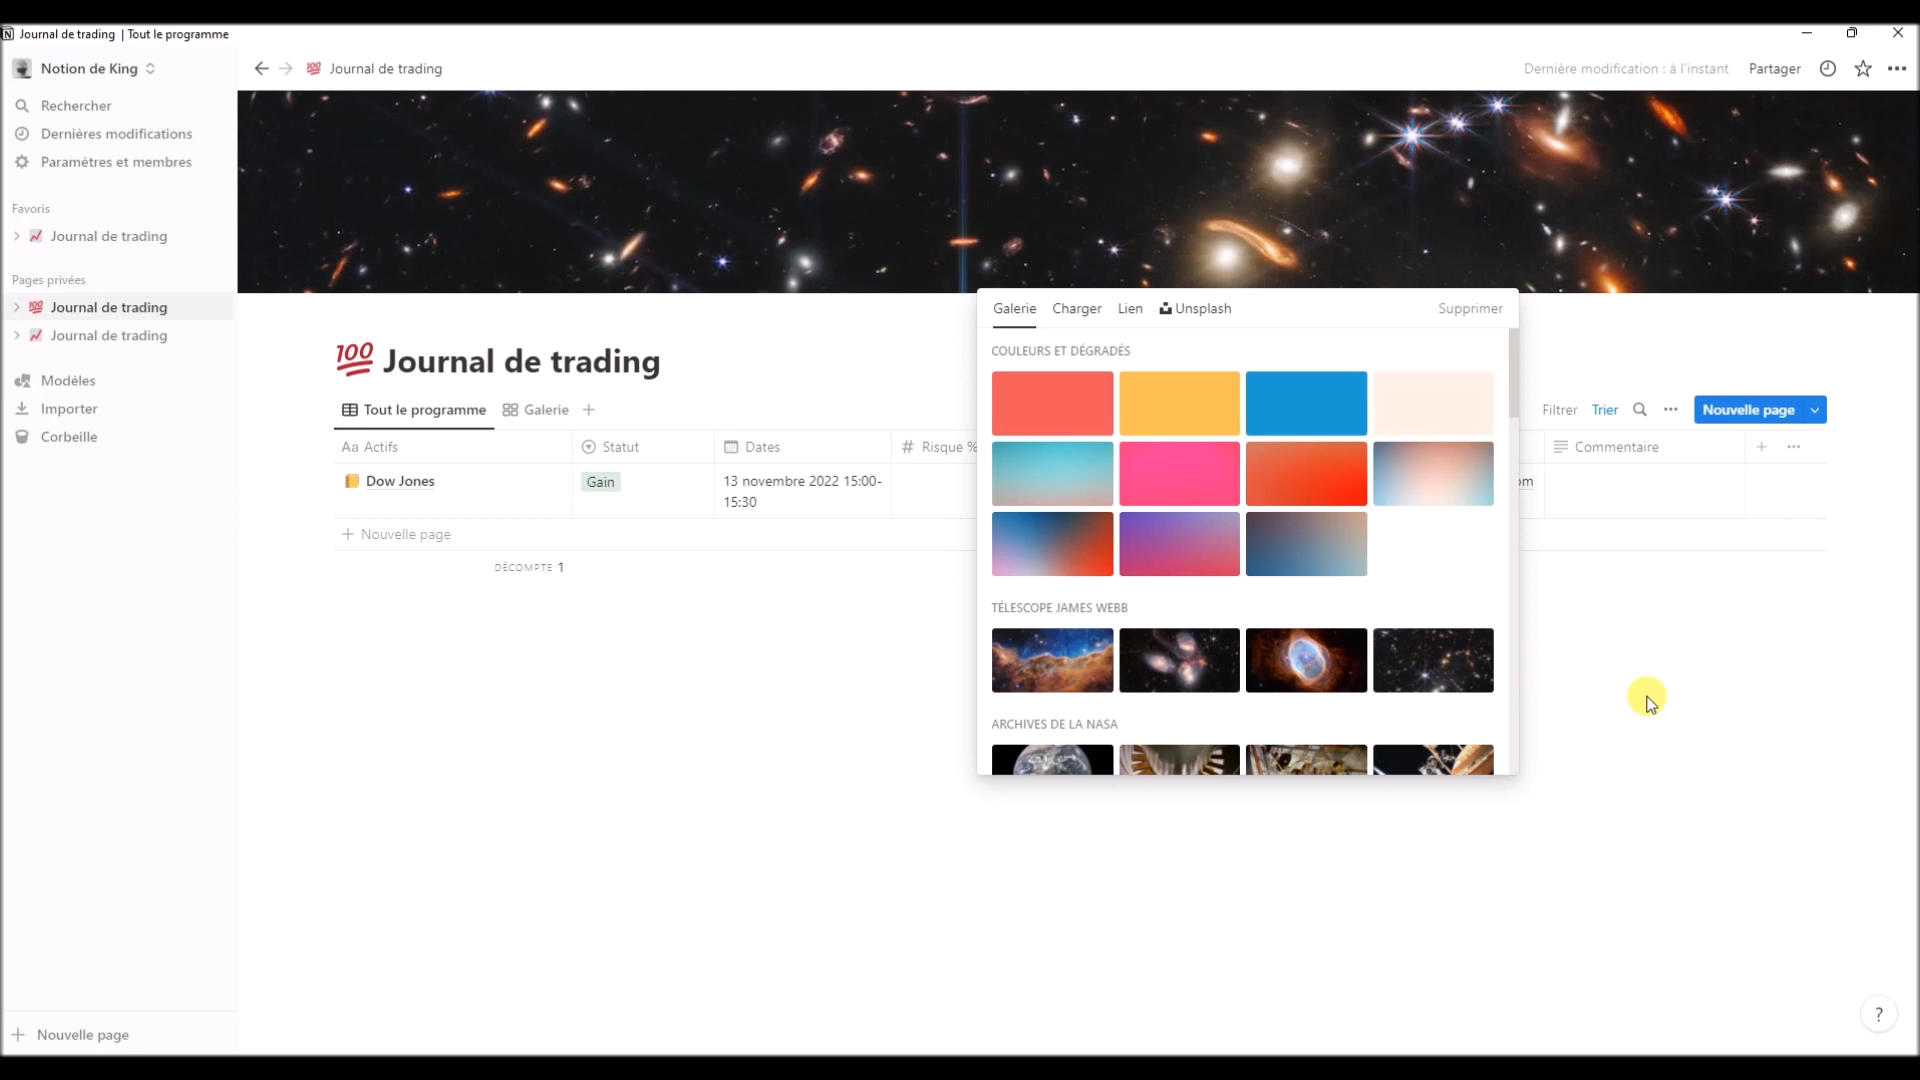 Journal de trading | Tout le programme
Notion de King
Journal de trading
Dernière modification : à l'instant
Partager
Rechercher
Dernières modifications
Paramètres et membres
Favoris
Journal de trading
Pages privées
Journal de trading
Journal de trading
Modèles
Importer
Corbeille
Nouvelle page
💯 Journal de trading
Tout le programme
Galerie
Filtrer
Trier
Nouvelle page
Aa Actifs
Statut
Dates
# Risque %
Commentaire
Dow Jones
Gain
13 novembre 2022 15:00-
15:30
om
+ Nouvelle page
DÉCOMPTE 1
Galerie
Charger
Lien
Unsplash
Supprimer
COULEURS ET DÉGRADÉS
TÉLESCOPE JAMES WEBB
ARCHIVES DE LA NASA
?